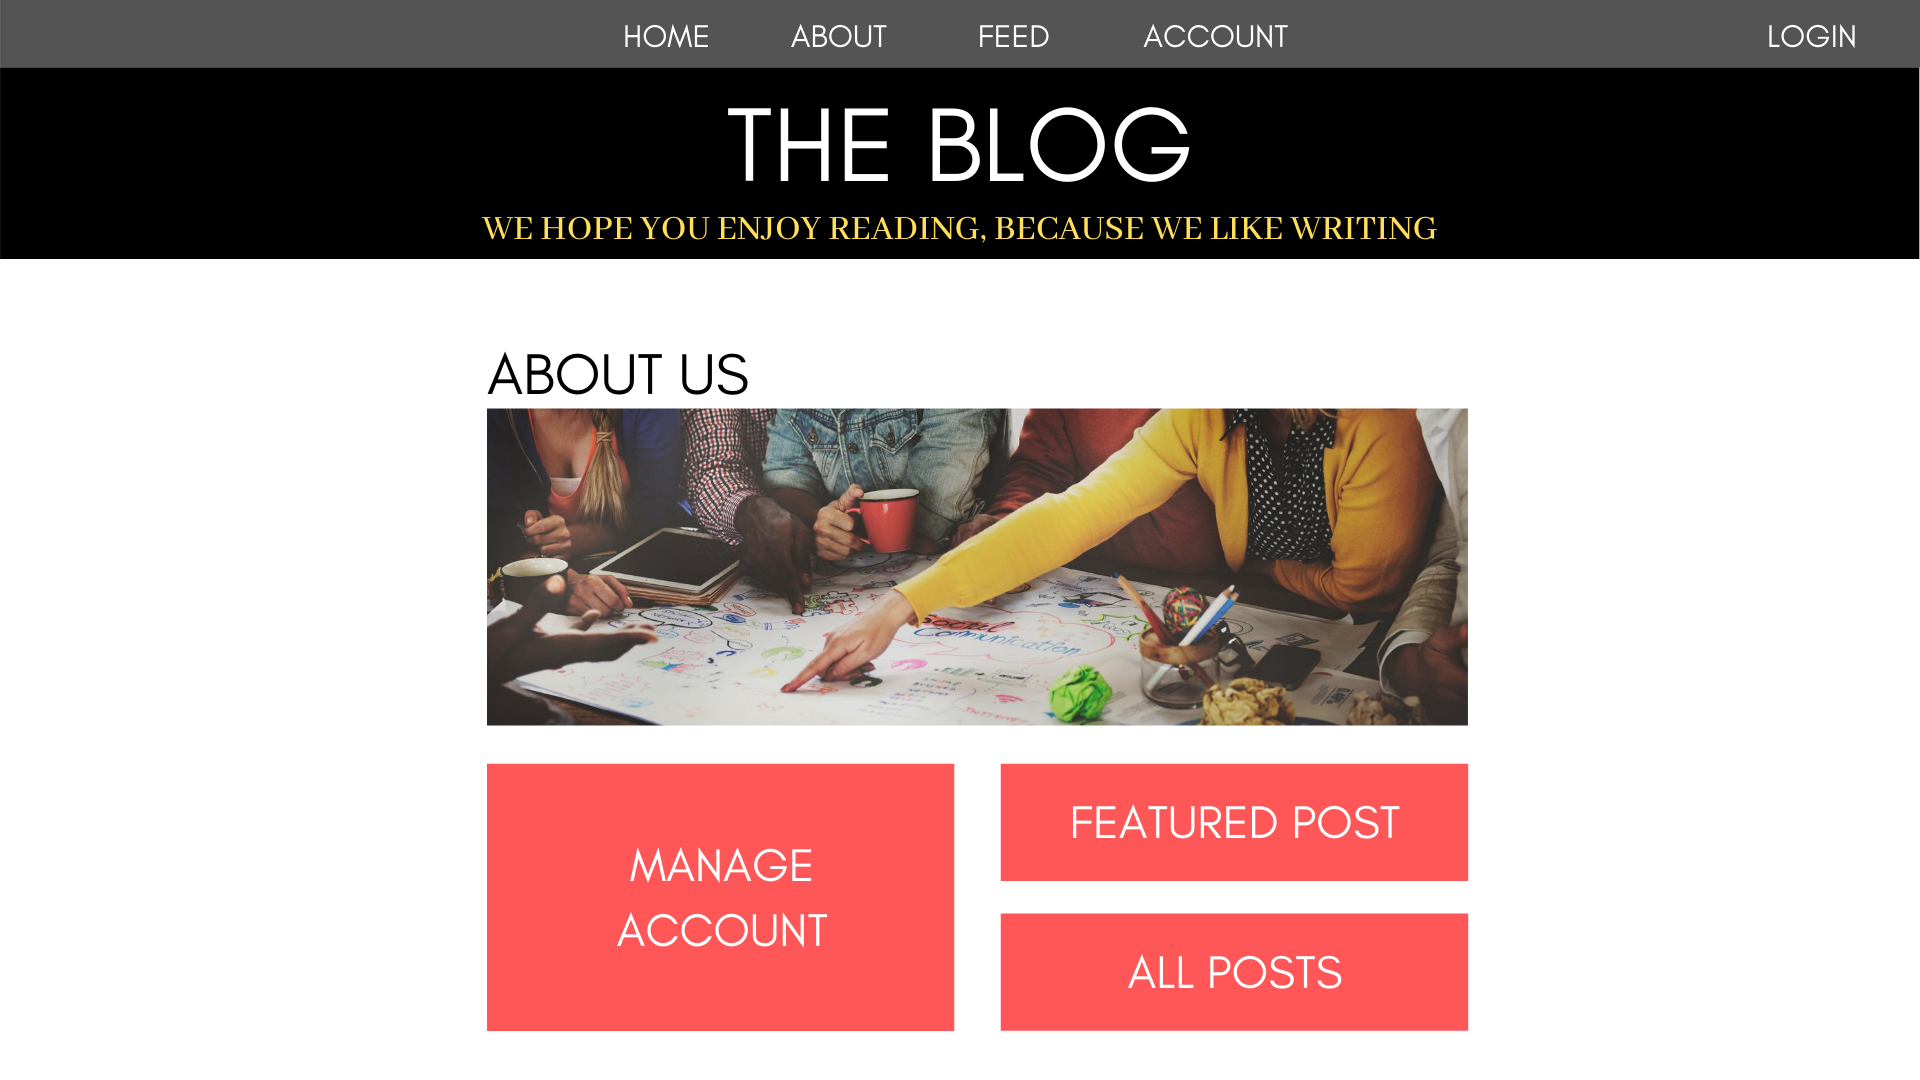 HOME ABOUT FEED ACCOUNT LOGIN
THE BLOG
WE HOPE YOU ENJOY READING, BECAUSE WE LIKE WRITING
ABOUT US
Social
Communication
MANAGE
ACCOUNT
FEATURED POST
ALL POSTS